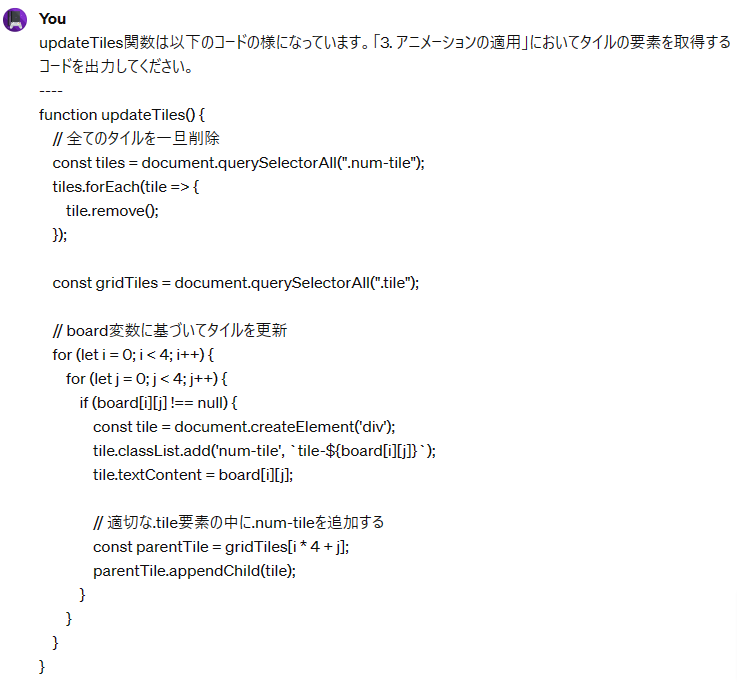 You
updateTiles関数は以下のコードの様になっています。「3. アニメーションの適用」においてタイルの要素を取得する
コードを出力してください。
----
function updateTiles() {
// 全てのタイルを一旦削除
const tiles = document.querySelectorAll(".num-tile");
tiles.forEach(tile => {
tile.remove();
});
const gridTiles = document.querySelectorAll(".tile");
// board変数に基づいてタイルを更新
for (let i = 0; i < 4; i++) {
for (let j = 0; j < 4; j++) {
if (board[i][j] !== null) {
const tile = document.createElement('div');
tile.classList.add('num-tile', `tile-${board[i][j]}`);
tile.textContent = board[i][j];
// 適切な.tile要素の中に.num-tileを追加する
const parentTile = gridTiles[i * 4 + j];
parentTile.appendChild(tile);
}
}
}
}